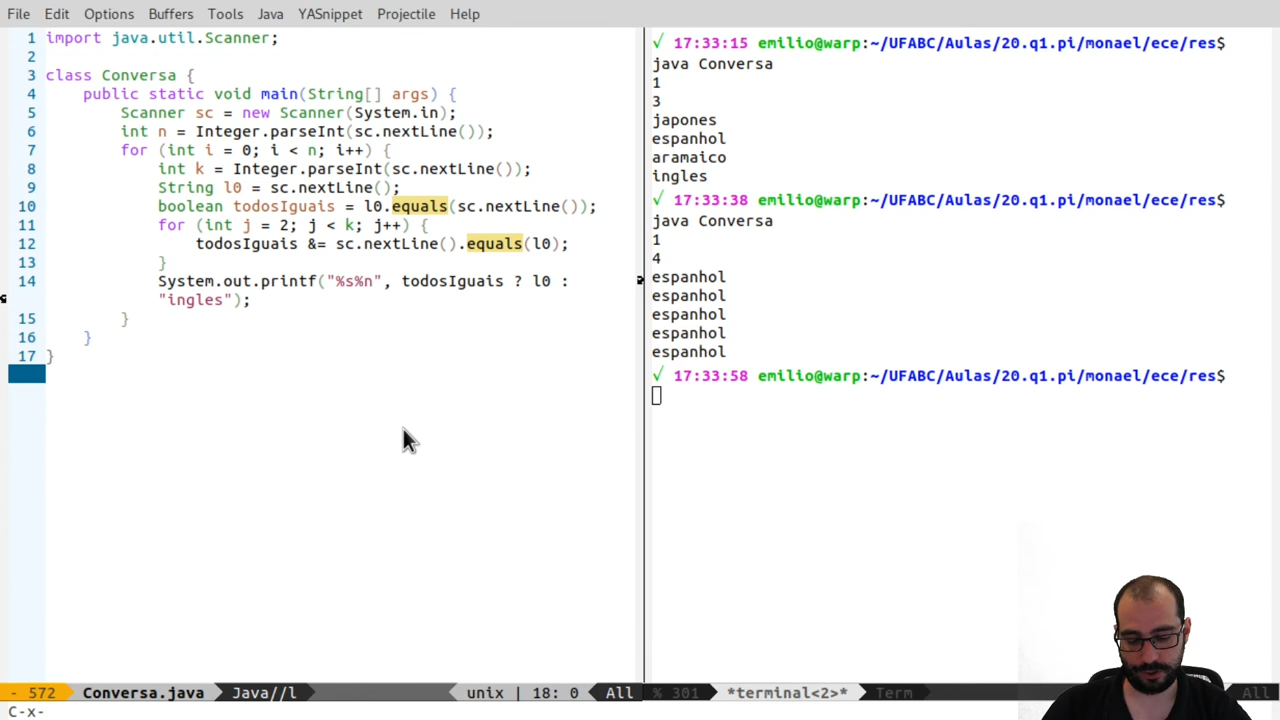 File Edit Options Buffers Tools Java YASnippet Projectile Help
1 import java.util.Scanner;
2
3 class Conversa {
4 public static void main(String[] args) {
5 Scanner sc = new Scanner(System.in);
6 int n = Integer.parseInt(sc.nextLine());
7 for (int i = 0; i < n; i++) {
8 int k = Integer.parseInt(sc.nextLine());
9 String l0 = sc.nextLine();
10 boolean todosIguais = l0.equals(sc.nextLine());
11 for (int j = 2; j < k; j++) {
12 todosIguais &= sc.nextLine().equals(l0);
13 }
14 System.out.printf("%s%n", todosIguais ? l0 :
"ingles");
15 }
16 }
17 }
√ 17:33:15 emilio@warp:~/UFABC/Aulas/20.q1.pi/monael/ece/res$
java Conversa
1
3
japones
espanhol
aramaico
ingles
√ 17:33:38 emilio@warp:~/UFABC/Aulas/20.q1.pi/monael/ece/res$
java Conversa
1
4
espanhol
espanhol
espanhol
espanhol
espanhol
√ 17:33:58 emilio@warp:~/UFABC/Aulas/20.q1.pi/monael/ece/res$
- 572 Conversa.java Java//l unix | 18: 0 All
% 301 *terminal<2>* Term All
C-x-